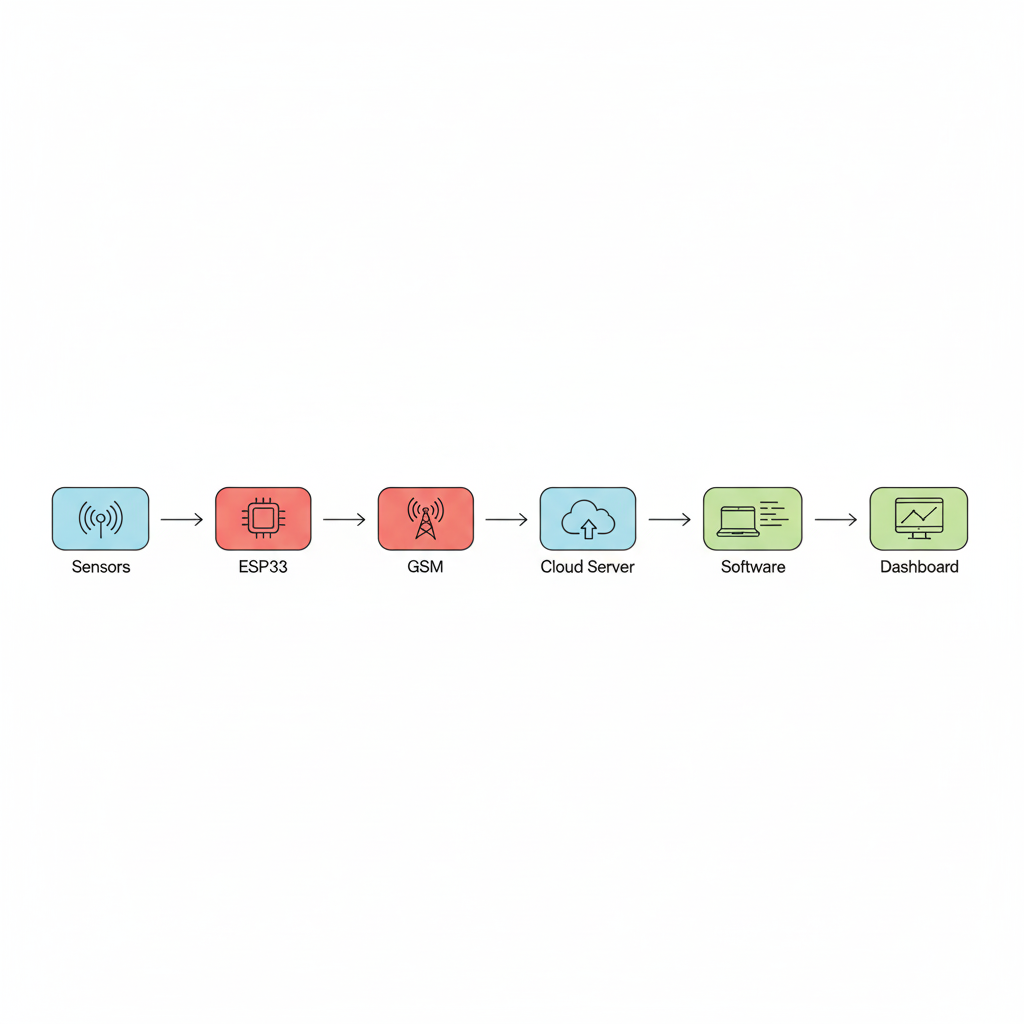 Sensors
ESP33
GSM
Cloud Server
Software
Dashboard